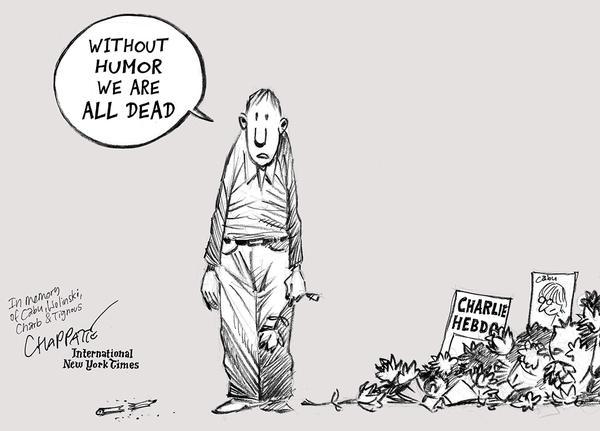 WITHOUT
HUMOR
WE ARE
ALL DEAD
In memory
of Cabu, Wolinski,
Charb & Tignous
CHAPPATTE
International
New York Times
CHARLIE
HEBDO
Cabu